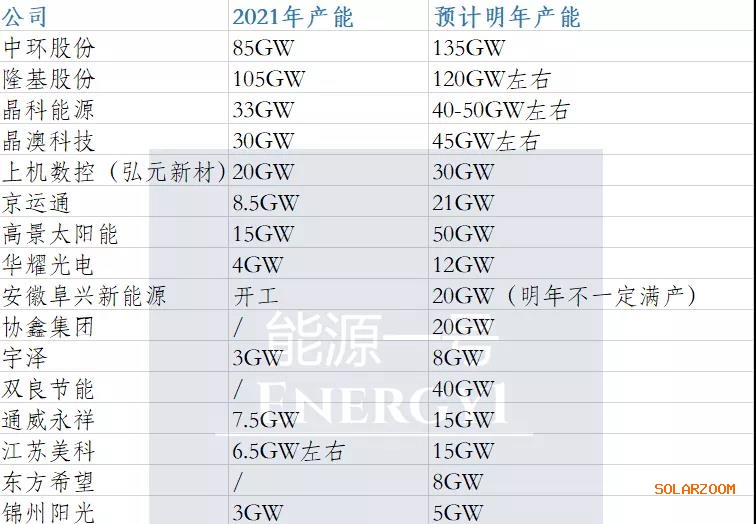 公司 2021年产能 预计明年产能
中环股份 85GW 135GW
隆基股份 105GW 120GW左右
晶科能源 33GW 40-50GW左右
晶澳科技 30GW 45GW左右
上机数控（弘元新材） 20GW 30GW
京运通 8.5GW 21GW
高景太阳能 15GW 50GW
华耀光电 4GW 12GW
安徽阜兴新能源 开工 20GW（明年不一定满产）
协鑫集团 / 20GW
宇泽 3GW 8GW
双良节能 / 40GW
通威永祥 7.5GW 15GW
江苏美科 6.5GW左右 15GW
东方希望 / 8GW
锦州阳光 3GW 5GW
能源一号
ENERGY1
SOLARZOOM